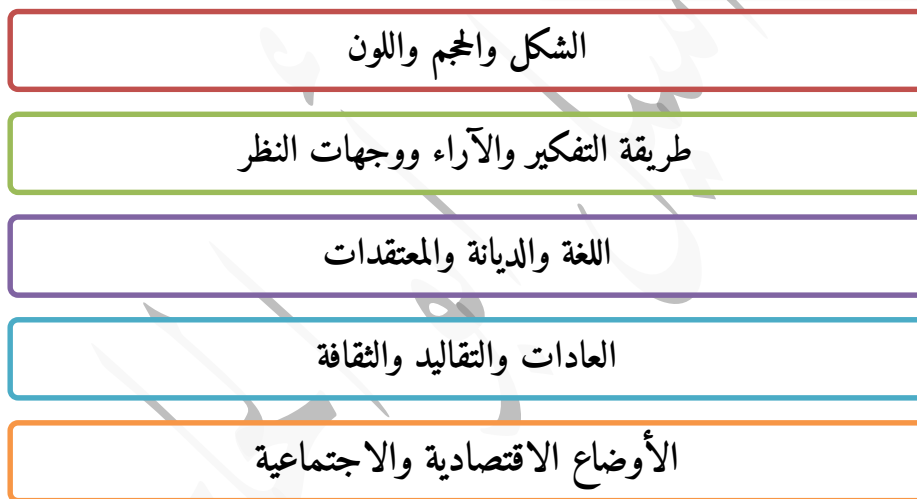 الشكل والحجم واللون
طريقة التفكير والآراء ووجهات النظر
اللغة والديانة والمعتقدات
العادات والتقاليد والثقافة
الأوضاع الاقتصادية والاجتماعية